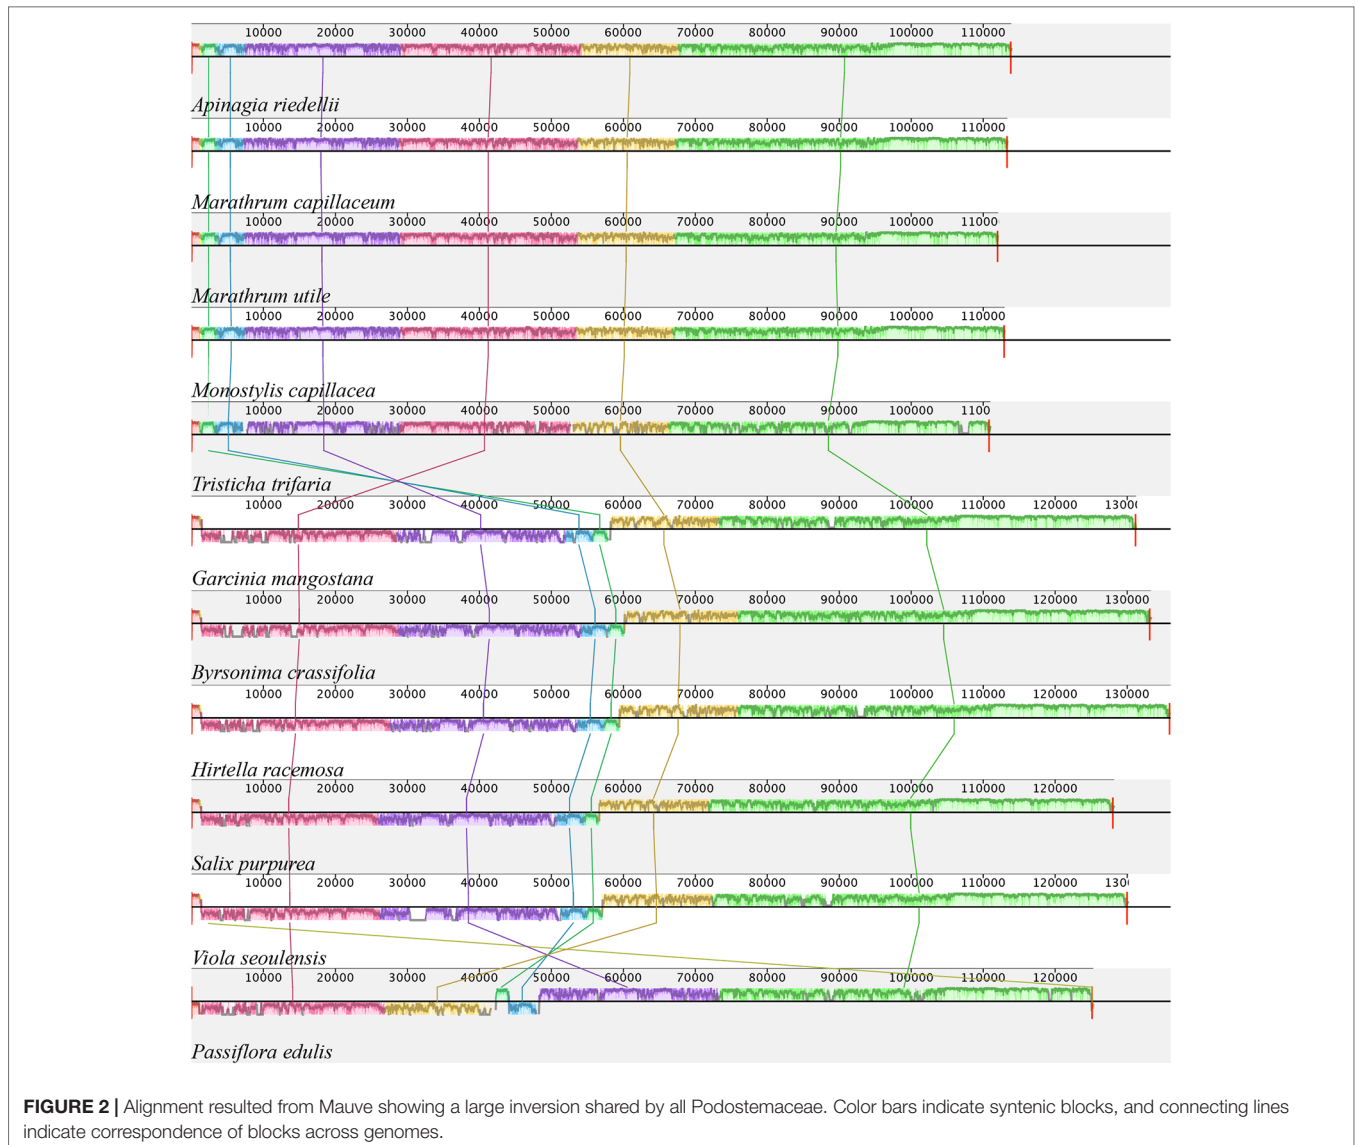 10000 20000 30000 40000 50000 60000 70000 80000 90000 100000 110000
Apinagia riedellii
10000 20000 30000 40000 50000 60000 70000 80000 90000 100000 110000
Marathrum capillaceum
10000 20000 30000 40000 50000 60000 70000 80000 90000 100000 11000
Marathrum utile
10000 20000 30000 40000 50000 60000 70000 80000 90000 100000 110000
Monostylis capillacea
10000 20000 30000 40000 50000 60000 70000 80000 90000 100000 1100
Tristicha trifaria
10000 20000 30000 40000 50000 60000 70000 80000 90000 100000 110000 120000 13000
Garcinia mangostana
10000 20000 30000 40000 50000 60000 70000 80000 90000 100000 110000 120000 130000
Byrsonima crassifolia
10000 20000 30000 40000 50000 60000 70000 80000 90000 100000 110000 120000 130000
Hirtella racemosa
10000 20000 30000 40000 50000 60000 70000 80000 90000 100000 110000 120000
Salix purpurea
10000 20000 30000 40000 50000 60000 70000 80000 90000 100000 110000 120000 130
Viola seoulensis
10000 20000 30000 40000 50000 60000 70000 80000 90000 100000 110000 120000
Passiflora edulis
FIGURE 2 | Alignment resulted from Mauve showing a large inversion shared by all Podostemaceae. Color bars indicate syntenic blocks, and connecting lines
indicate correspondence of blocks across genomes.